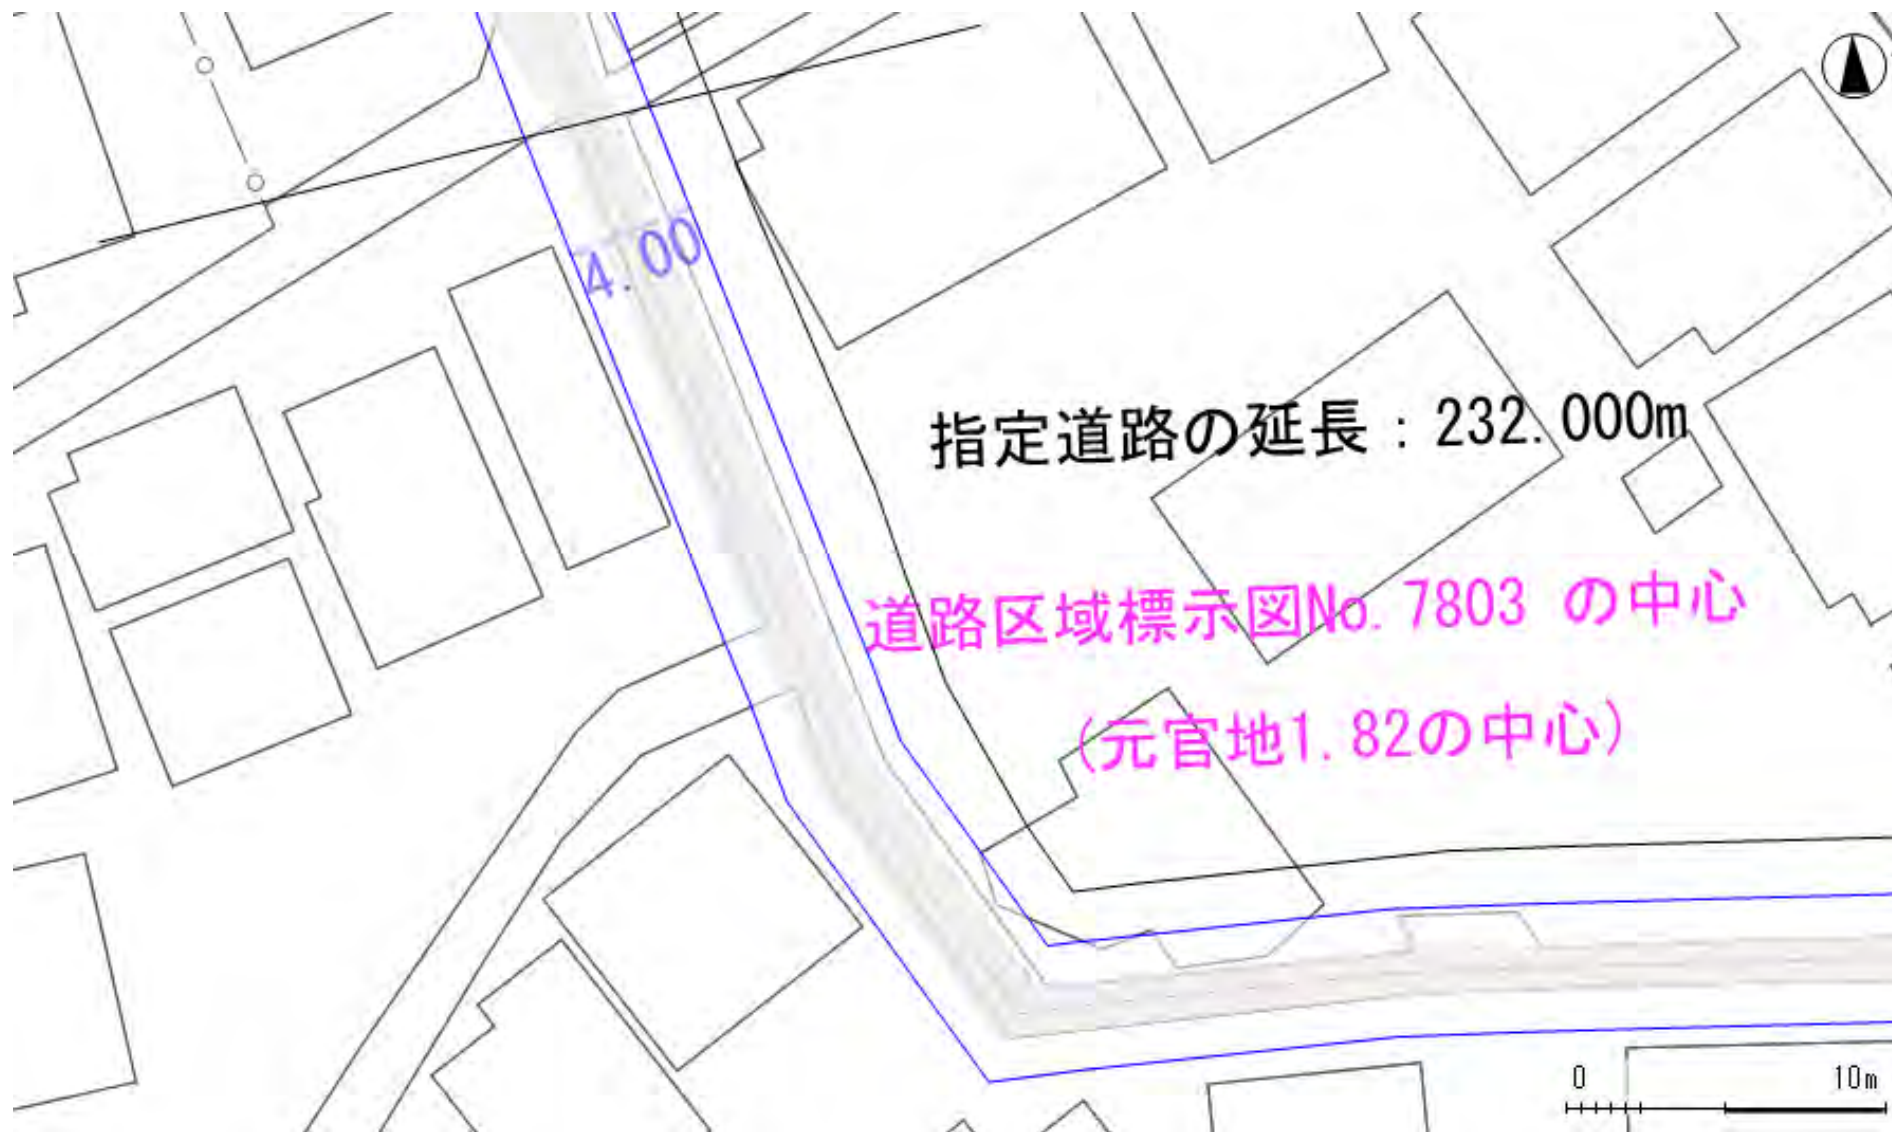 4.00
指定道路の延長：232.000m
道路区域標示図No.7803 の中心
(元官地1.82の中心)
0 10m